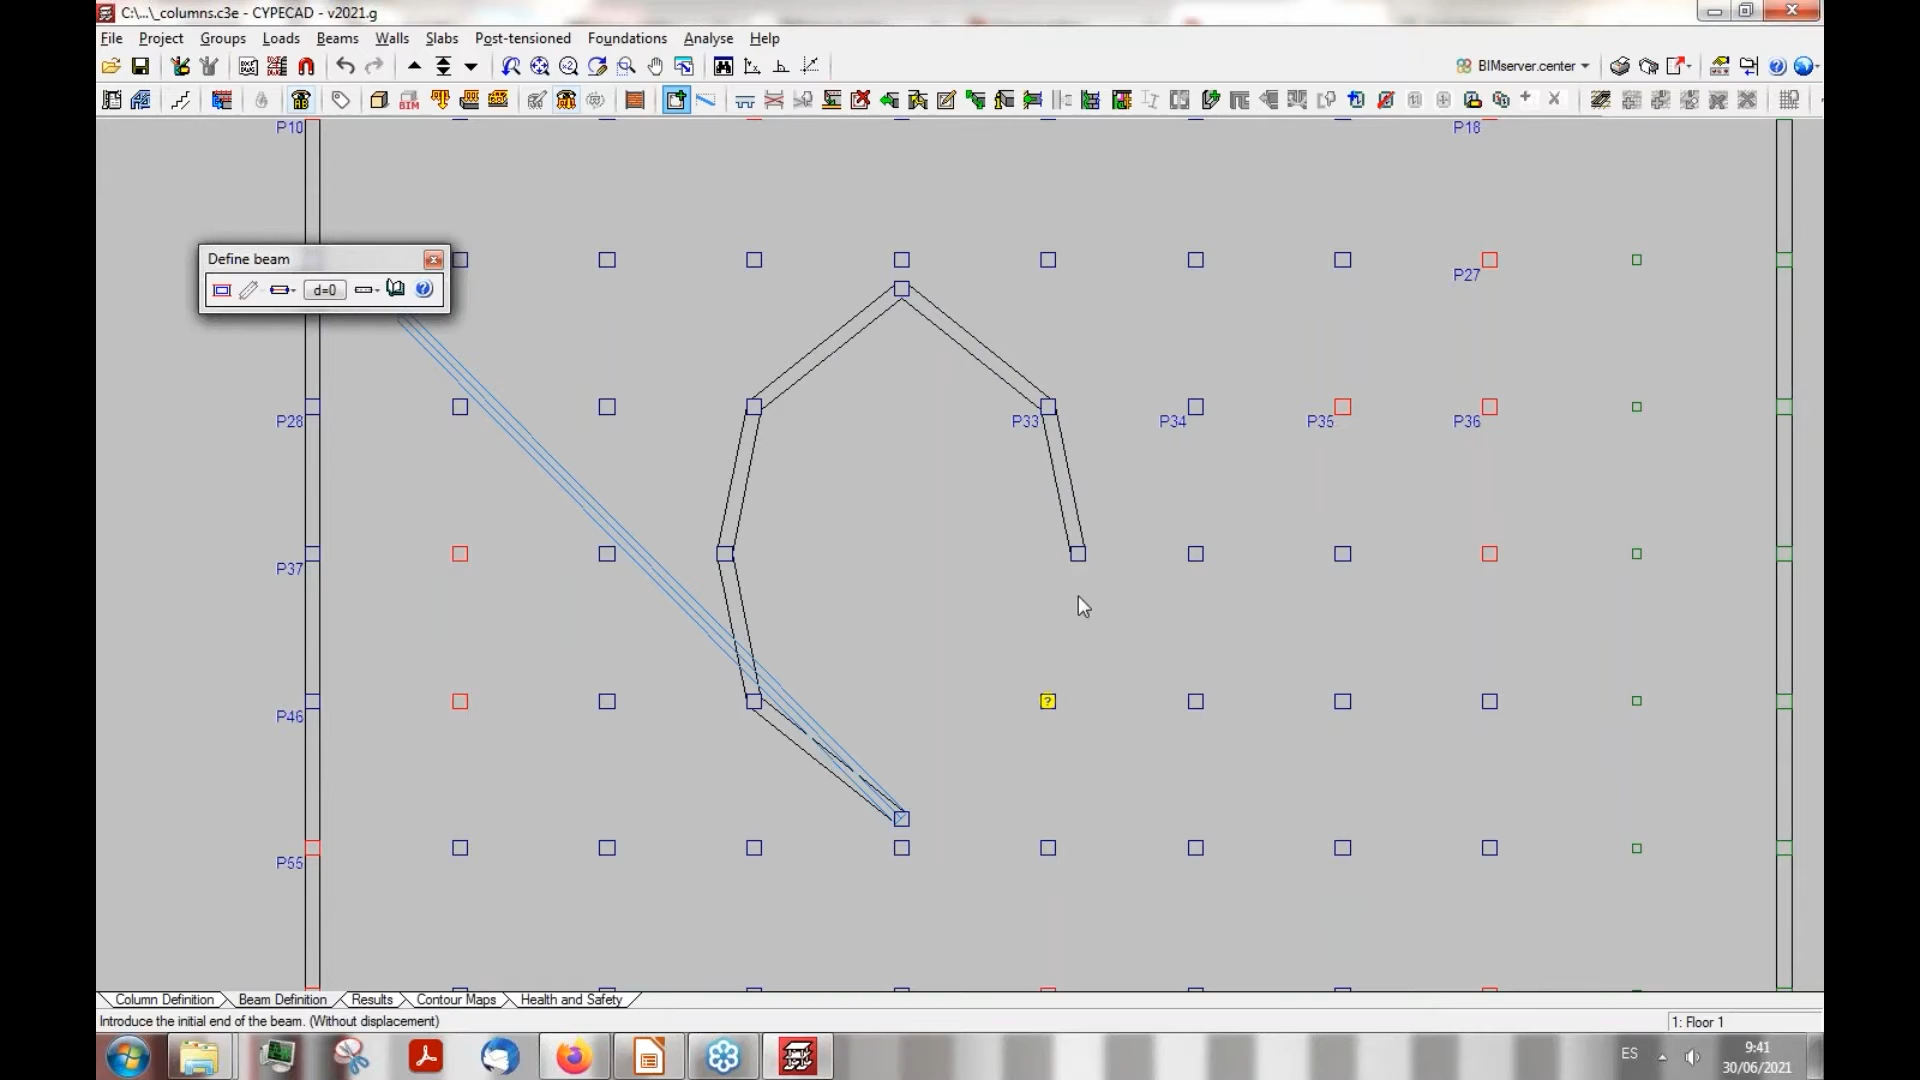 C:\...\_columns.c3e - CYPECAD - v2021.g
File Project Groups Loads Beams Walls Slabs Post-tensioned Foundations Analyse Help
BIMserver.center
BIM
P10
P18
Define beam
d=0
P27
P28
P33
P34
P35
P36
P37
P46
?
P55
Column Definition Beam Definition Results Contour Maps Health and Safety
Introduce the initial end of the beam. (Without displacement)
1: Floor 1
ES
9:41
30/06/2021